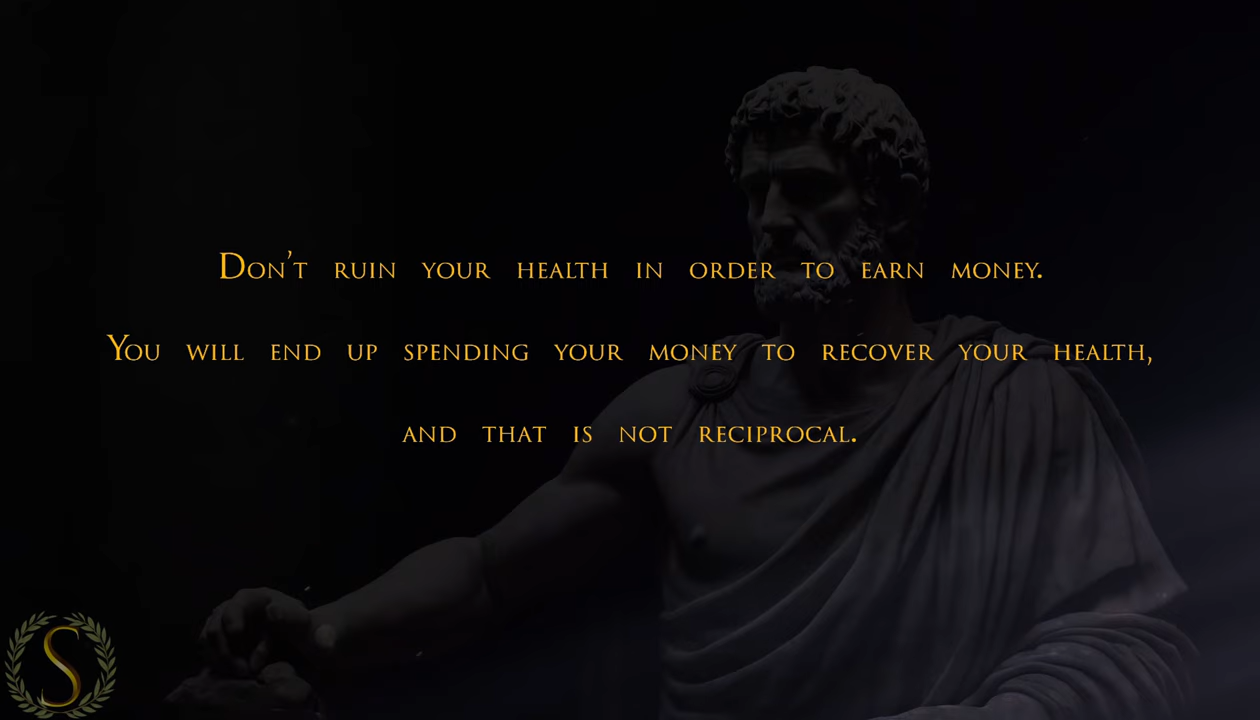 Don't ruin your health in order to earn money.
You will end up spending your money to recover your health,
and that is not reciprocal.
S